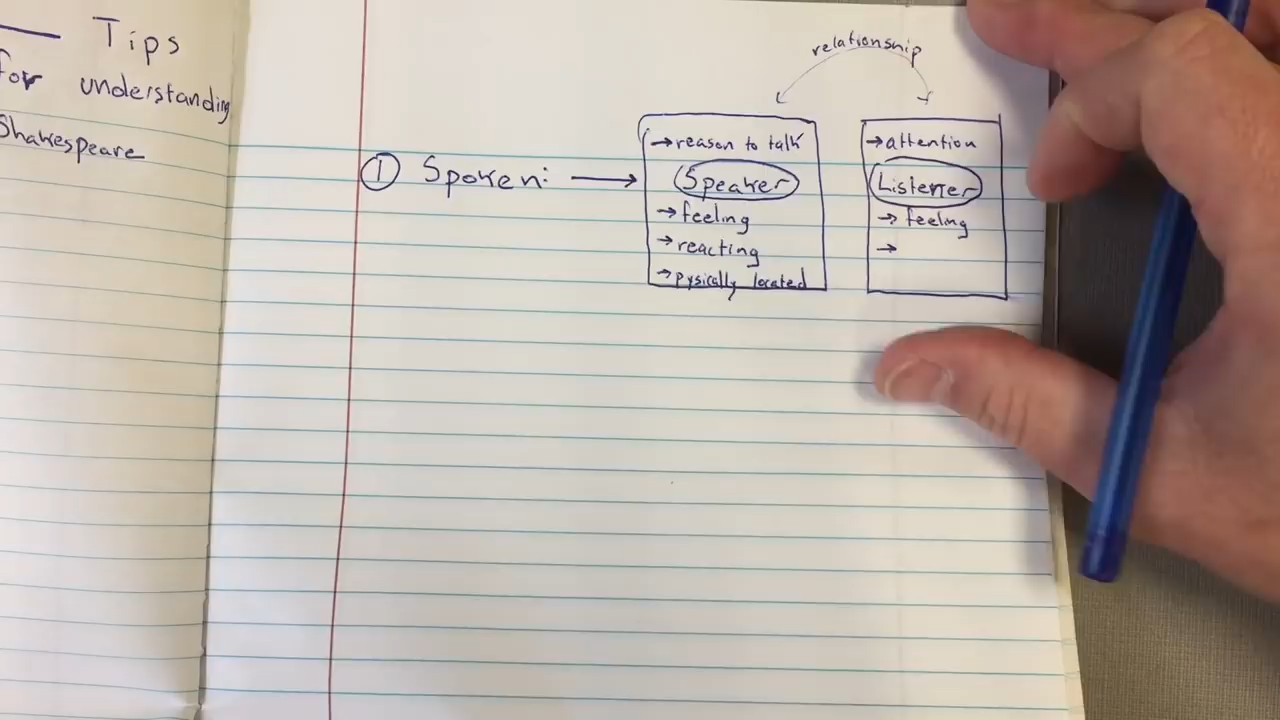 Tips
for understanding
Shakespeare
relationship
① Spoken: →
→ reason to talk
Speaker
→ feeling
→ reacting
→ pysically located
→ attention
Listener
→ feeling
→